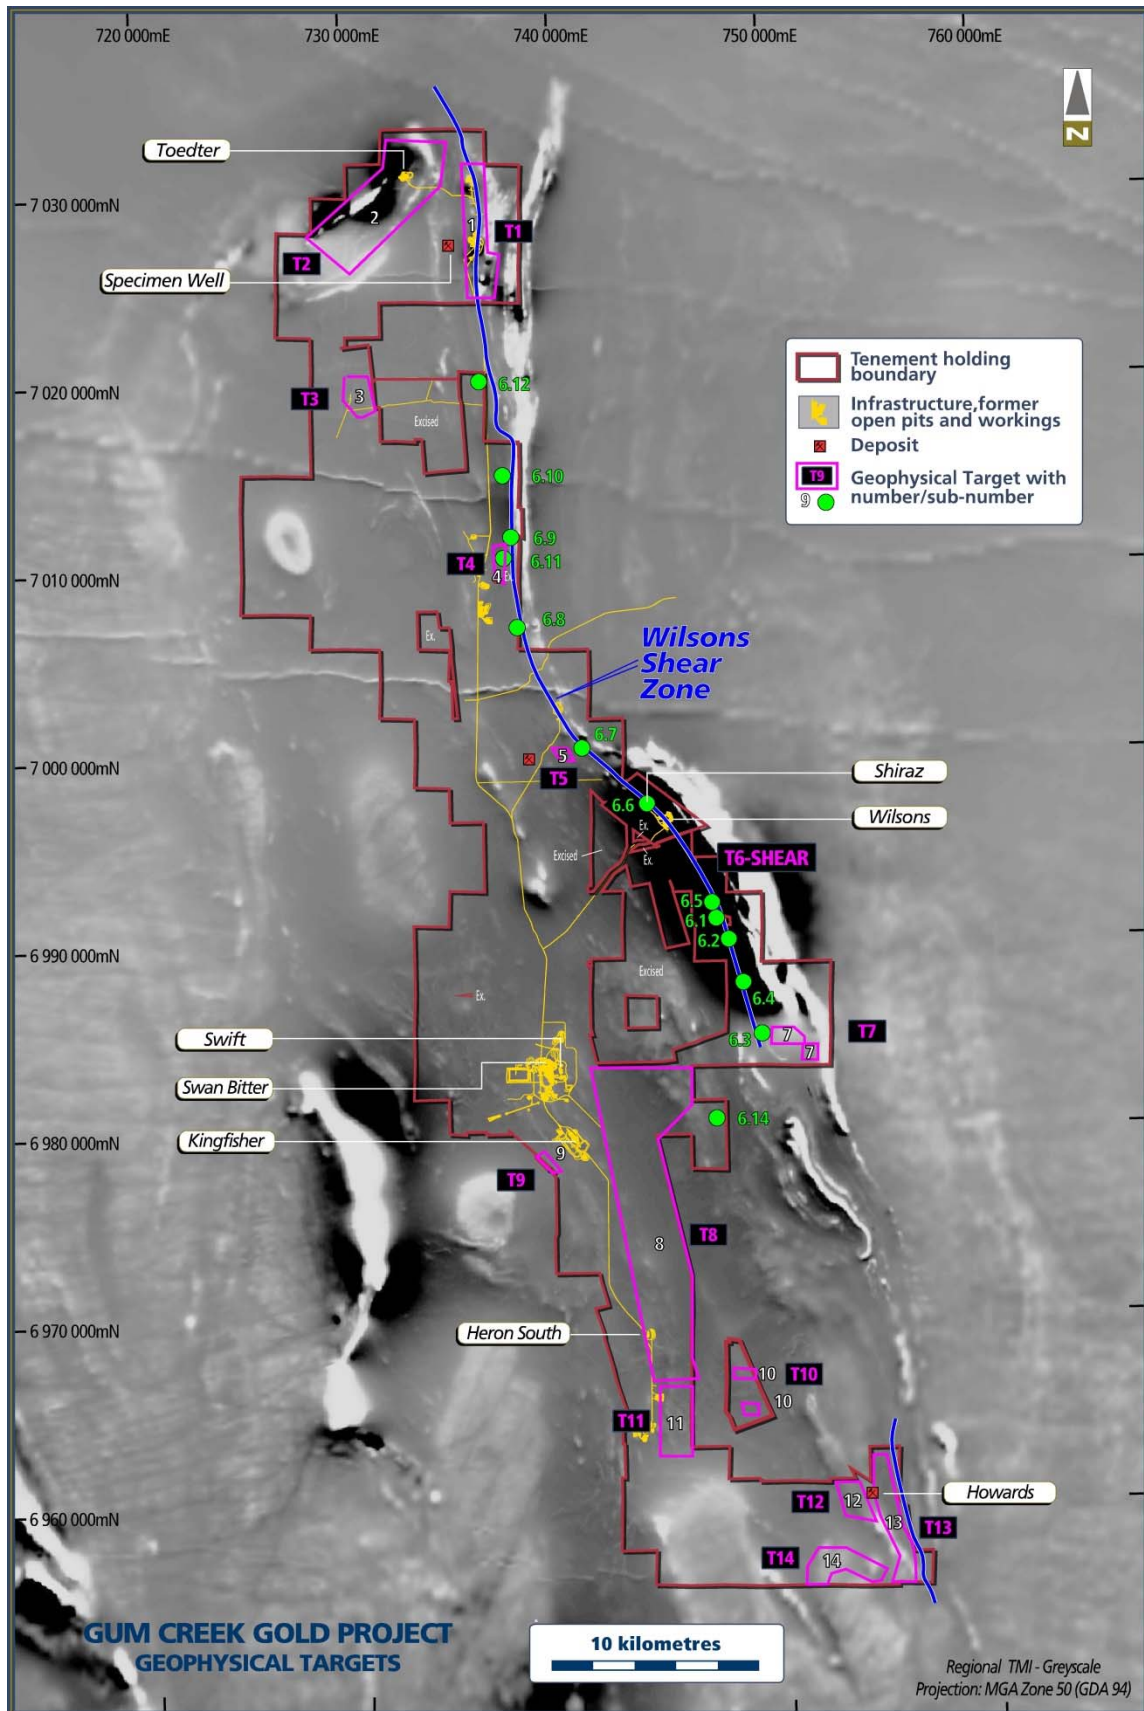 720 000mE
730 000mE
740 000mE
750 000mE
760 000mE
N
Toedter
7 030 000mN
2
1
T1
T2
Specimen Well
Tenement holding
boundary
Infrastructure,former
open pits and workings
Deposit
T9
Geophysical Target with
number/sub-number
9
7 020 000mN
T3
3
6.12
Excised
6.10
6.9
T4
6.11
4
Ex.
7 010 000mN
6.8
Ex.
Wilsons
Shear
Zone
6.7
5
T5
7 000 000mN
Shiraz
6.6
Wilsons
Ex.
Excised
Ex.
T6-SHEAR
6.5
6.1
6.2
6 990 000mN
Excised
Ex.
6.4
Swift
6.3
7
T7
7
Swan Bitter
Kingfisher
6 980 000mN
6.14
9
T9
T8
8
6 970 000mN
Heron South
10
T10
10
T11
11
Howards
T12
12
6 960 000mN
13
T13
T14
14
GUM CREEK GOLD PROJECT
GEOPHYSICAL TARGETS
10 kilometres
Regional TMI - Greyscale
Projection: MGA Zone 50 (GDA 94)